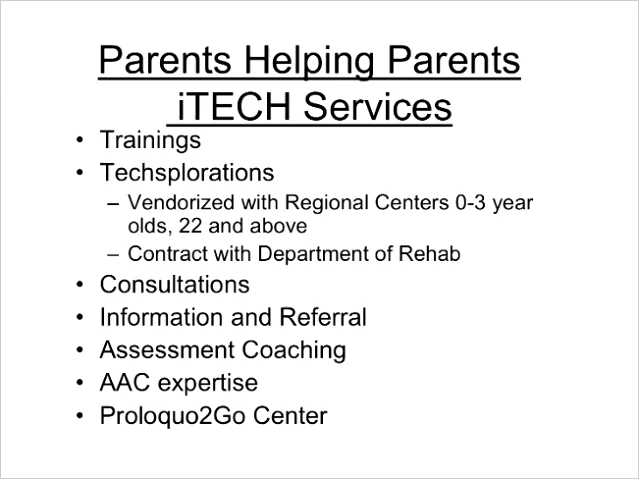 Parents Helping Parents
iTECH Services
• Trainings
• Techsplorations
– Vendorized with Regional Centers 0-3 year
olds, 22 and above
– Contract with Department of Rehab
• Consultations
• Information and Referral
• Assessment Coaching
• AAC expertise
• Proloquo2Go Center